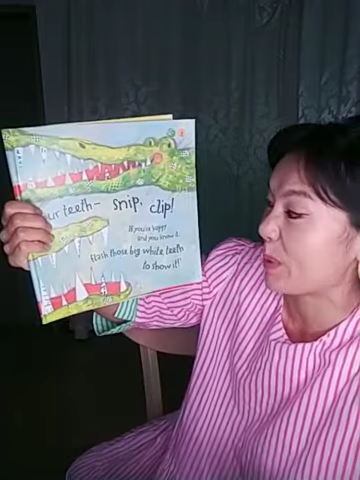 ur teeth- snip, clip!
If you're happy
and you know it,
Flash those big white teeth
to show it!